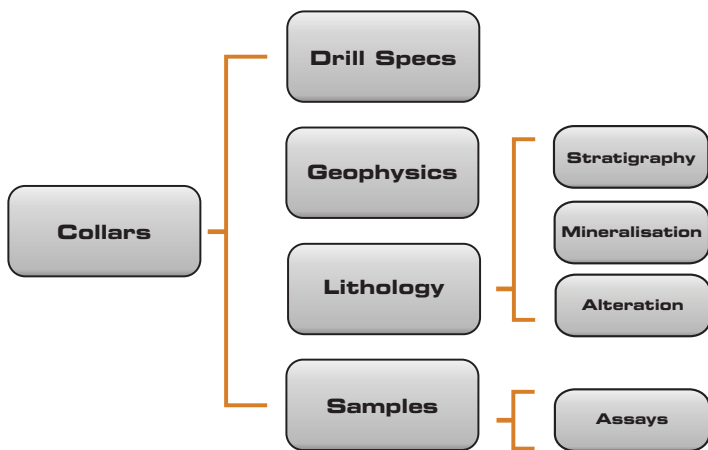 Drill Specs
Geophysics
Stratigraphy
Collars
Mineralisation
Lithology
Alteration
Samples
Assays